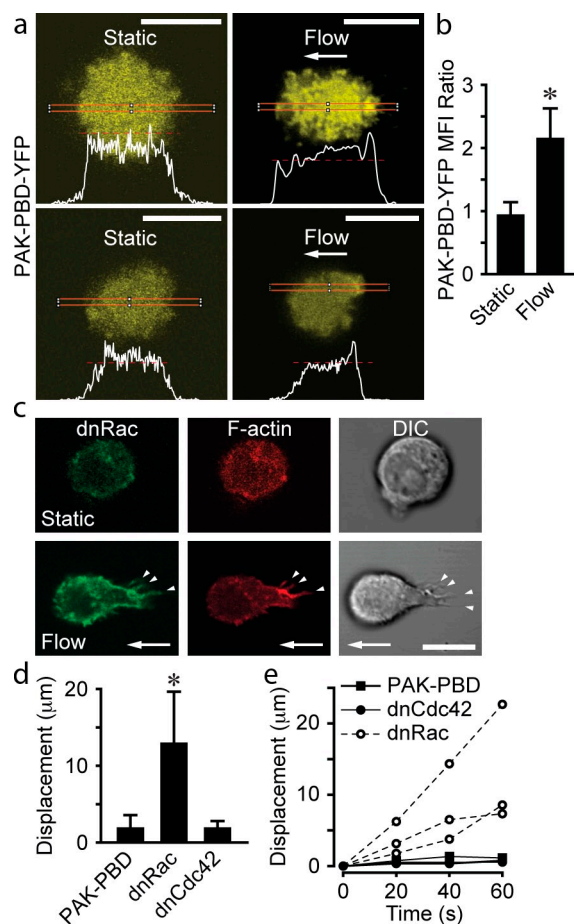 a
Static
Flow
PAK-PBD-YFP
Static
Flow
b
PAK-PBD-YFP MFI Ratio
3
2
1
0
*
Static
Flow
c
dnRac
F-actin
DIC
Static
Flow
d
Displacement (μm)
20
10
0
*
PAK-PBD
dnRac
dnCdc42
e
PAK-PBD
dnCdc42
dnRac
Displacement (μm)
20
10
0
0 20 40 60
Time (s)